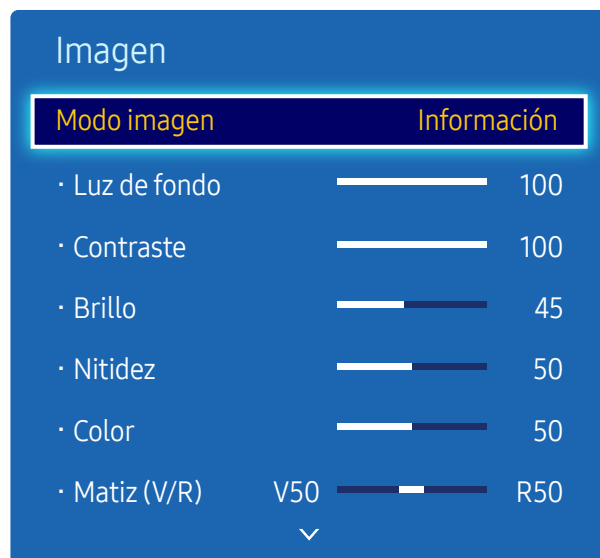 Imagen
Modo imagen Información
· Luz de fondo 100
· Contraste 100
· Brillo 45
· Nitidez 50
· Color 50
· Matiz (V/R) V50 R50